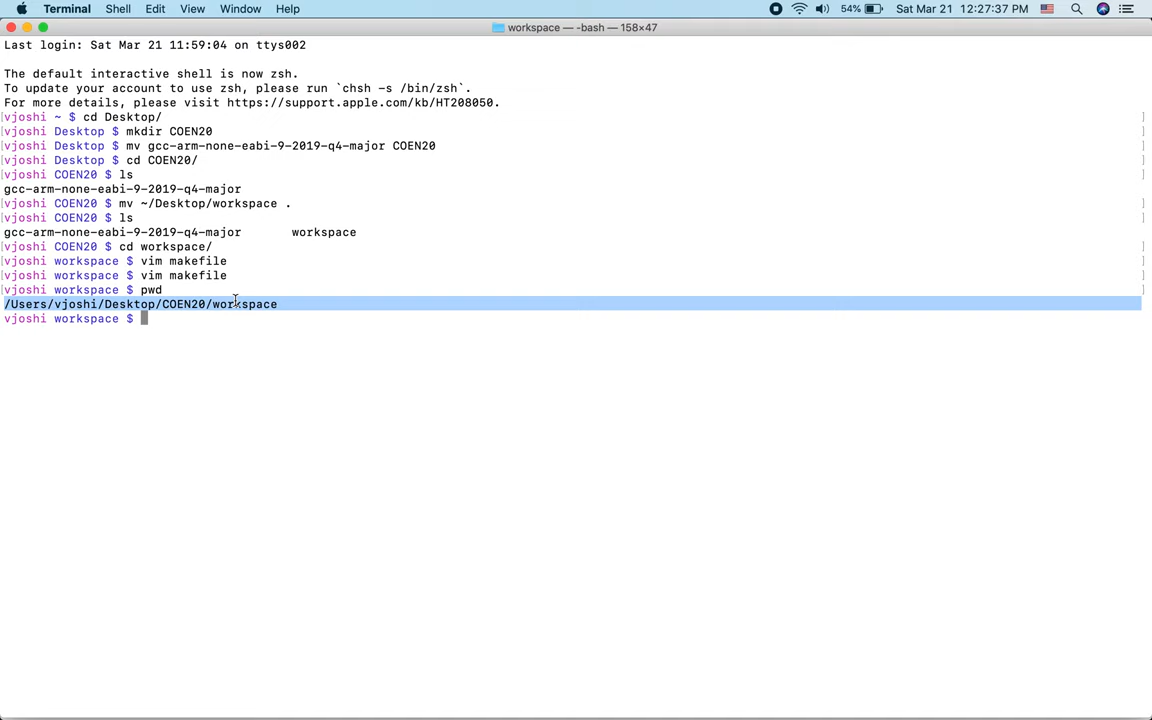 Terminal Shell Edit View Window Help 54% Sat Mar 21 12:27:37 PM
workspace — -bash — 158×47
Last login: Sat Mar 21 11:59:04 on ttys002
The default interactive shell is now zsh.
To update your account to use zsh, please run `chsh -s /bin/zsh`.
For more details, please visit https://support.apple.com/kb/HT208050.
[vjoshi ~ $ cd Desktop/ ]
[vjoshi Desktop $ mkdir COEN20 ]
[vjoshi Desktop $ mv gcc-arm-none-eabi-9-2019-q4-major COEN20 ]
[vjoshi Desktop $ cd COEN20/ ]
[vjoshi COEN20 $ ls ]
gcc-arm-none-eabi-9-2019-q4-major
[vjoshi COEN20 $ mv ~/Desktop/workspace . ]
[vjoshi COEN20 $ ls ]
gcc-arm-none-eabi-9-2019-q4-major workspace
[vjoshi COEN20 $ cd workspace/ ]
[vjoshi workspace $ vim makefile ]
[vjoshi workspace $ vim makefile ]
[vjoshi workspace $ pwd ]
/Users/vjoshi/Desktop/COEN20/workspace
vjoshi workspace $